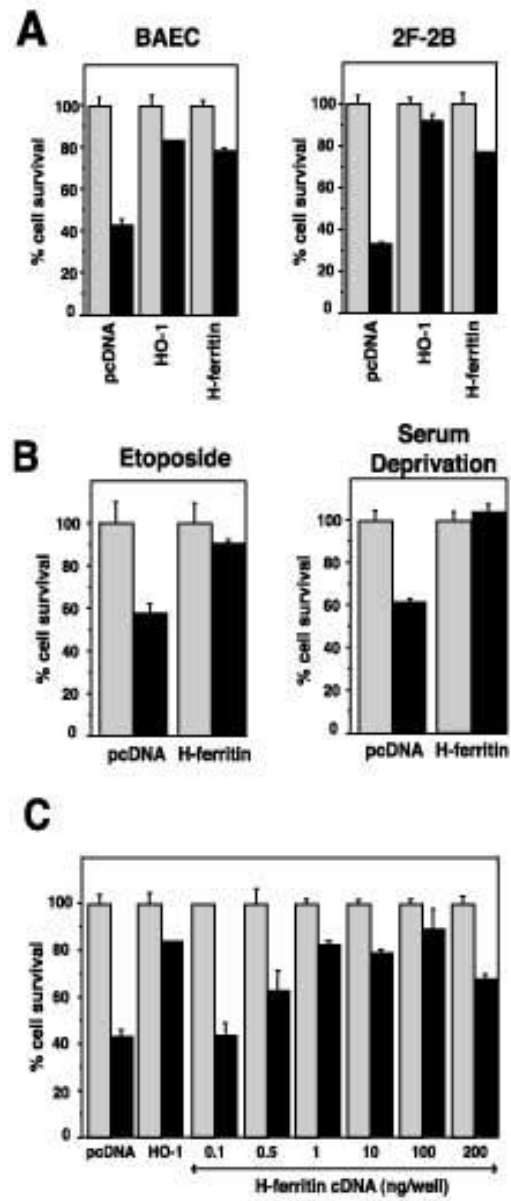 A
BAEC
2F-2B
% cell survival
100
80
60
40
20
0
pcDNA
HO-1
H-ferritin
% cell survival
100
80
60
40
20
0
pcDNA
HO-1
H-ferritin
B
Etoposide
Serum
Deprivation
% cell survival
100
80
60
40
20
0
pcDNA H-ferritin
% cell survival
100
80
60
40
20
0
pcDNA H-ferritin
C
% cell survival
100
80
60
40
20
0
pcDNA HO-1 0.1 0.5 1 10 100 200
H-ferritin cDNA (ng/well)